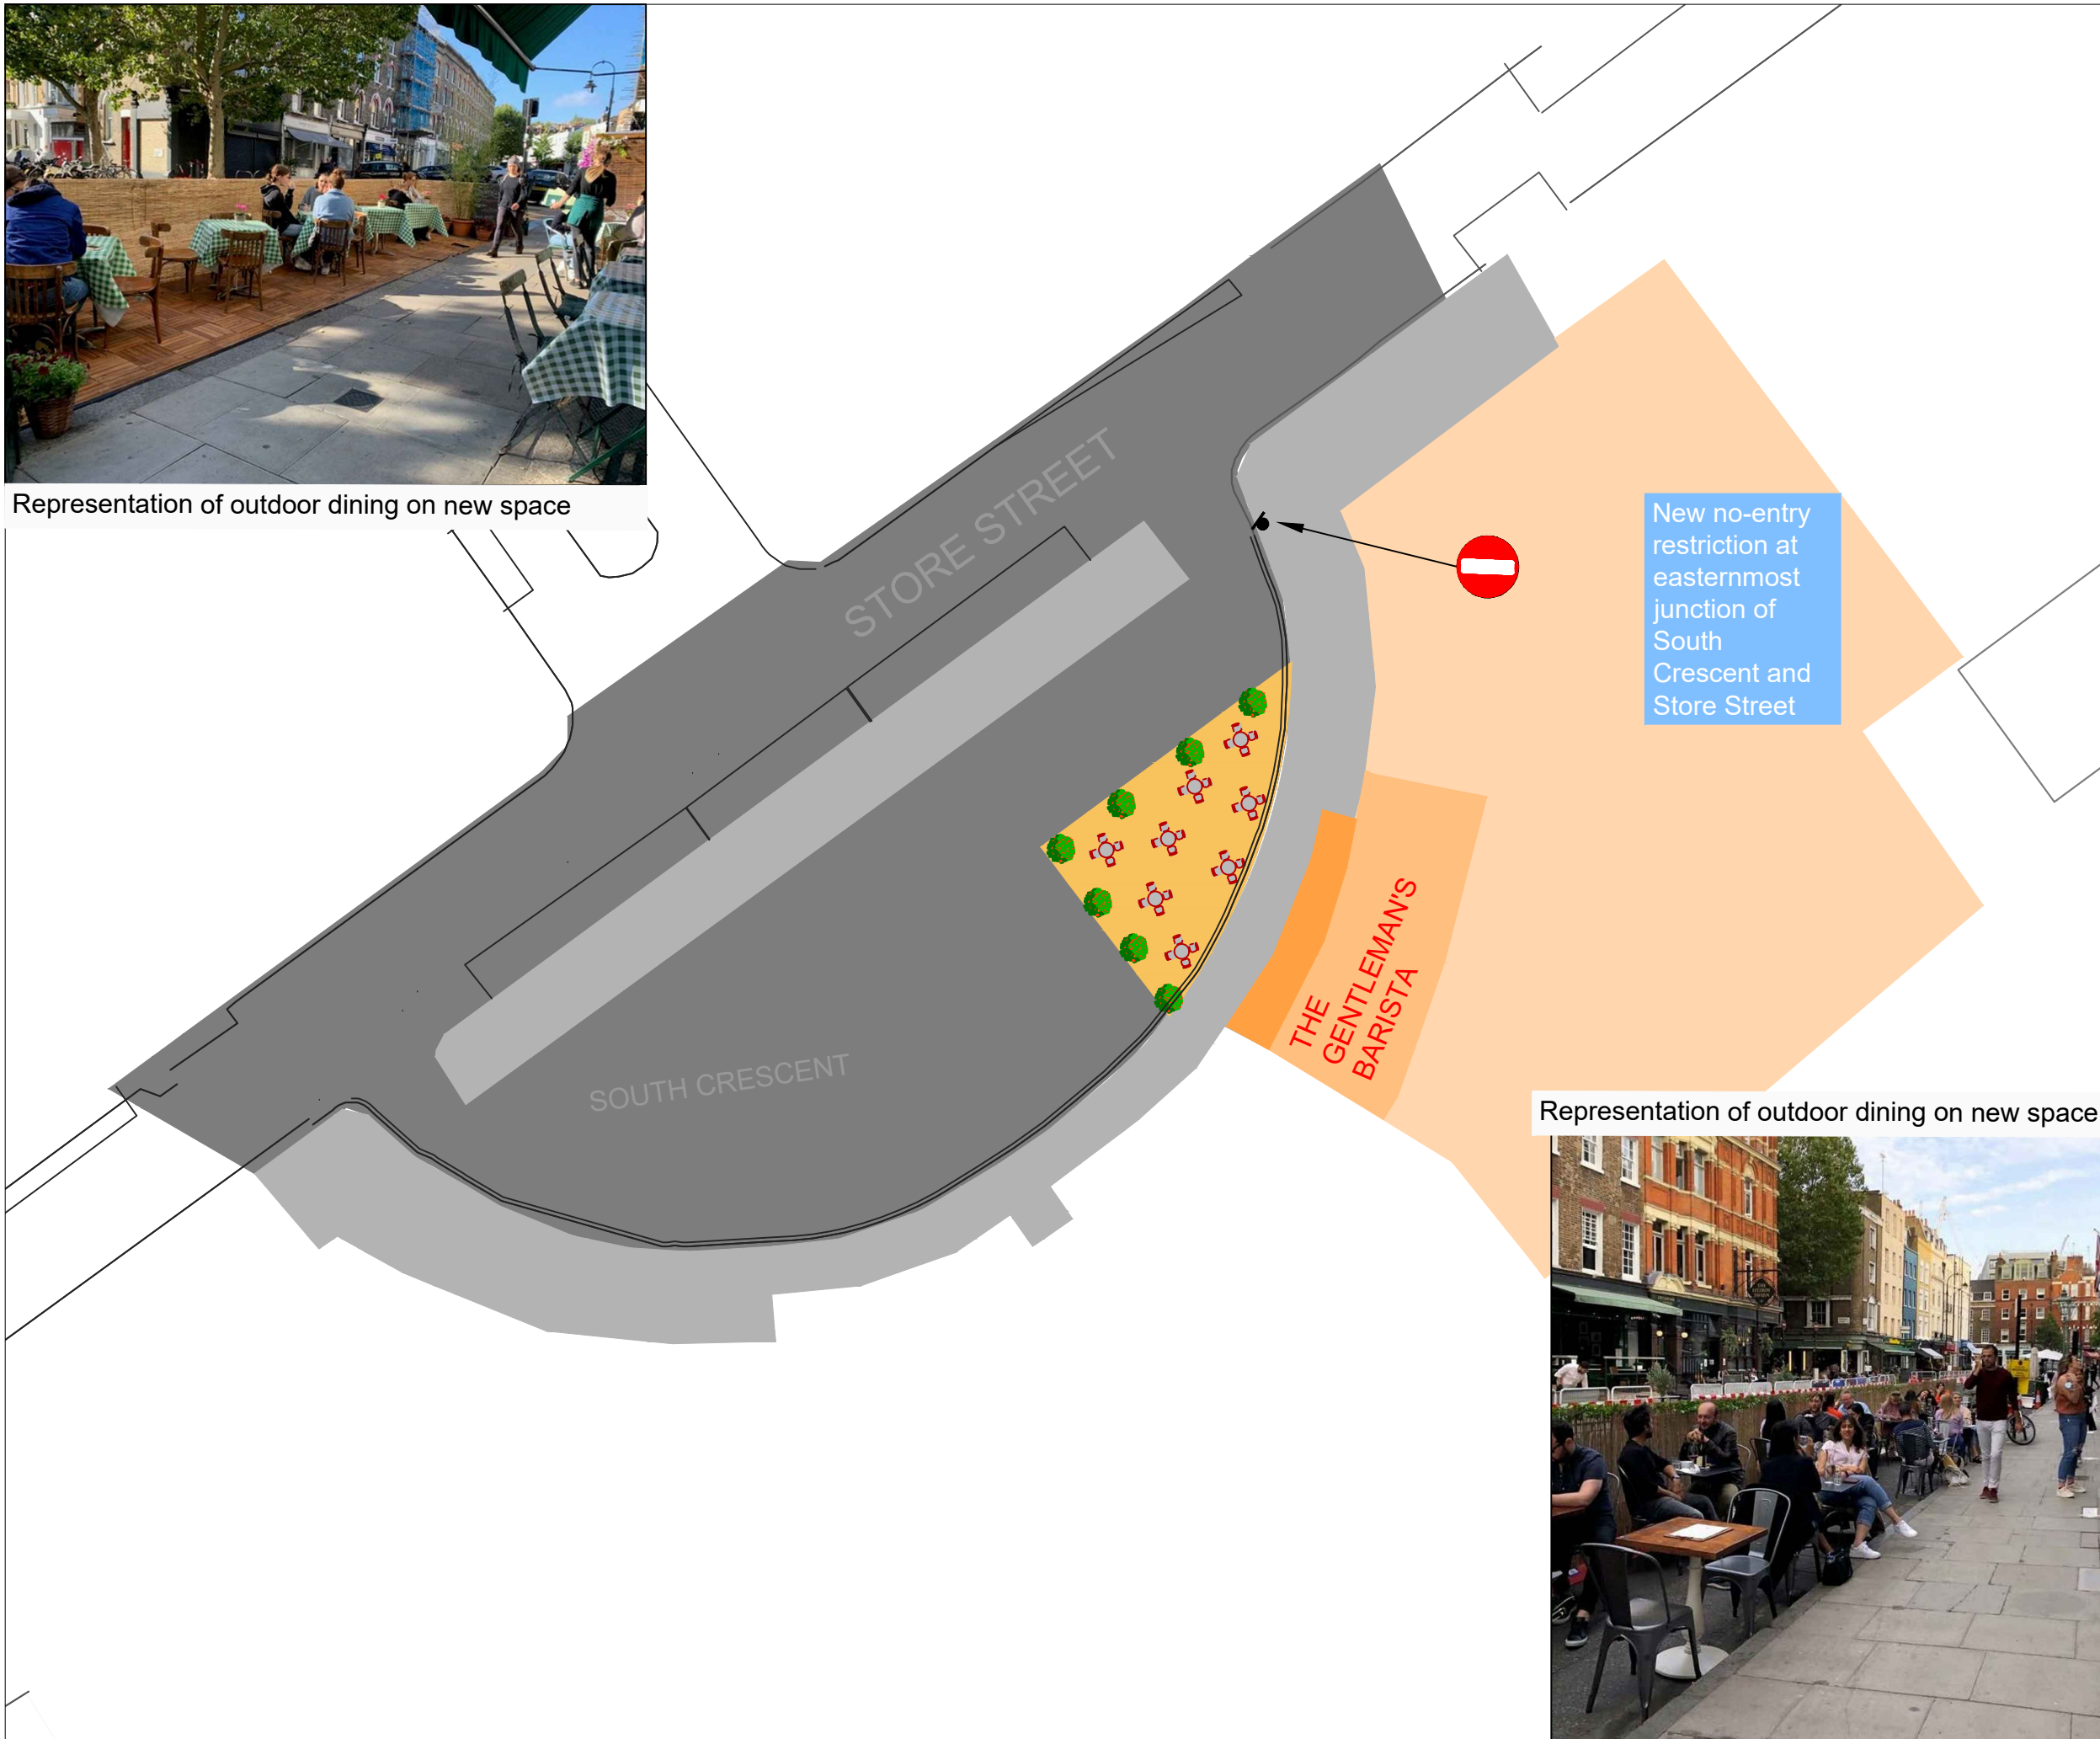 Representation of outdoor dining on new space
STORE STREET
New no-entry
restriction at
easternmost
junction of
South
Crescent and
Store Street
THE
GENTLEMAN'S
BARISTA
SOUTH CRESCENT
Representation of outdoor dining on new space